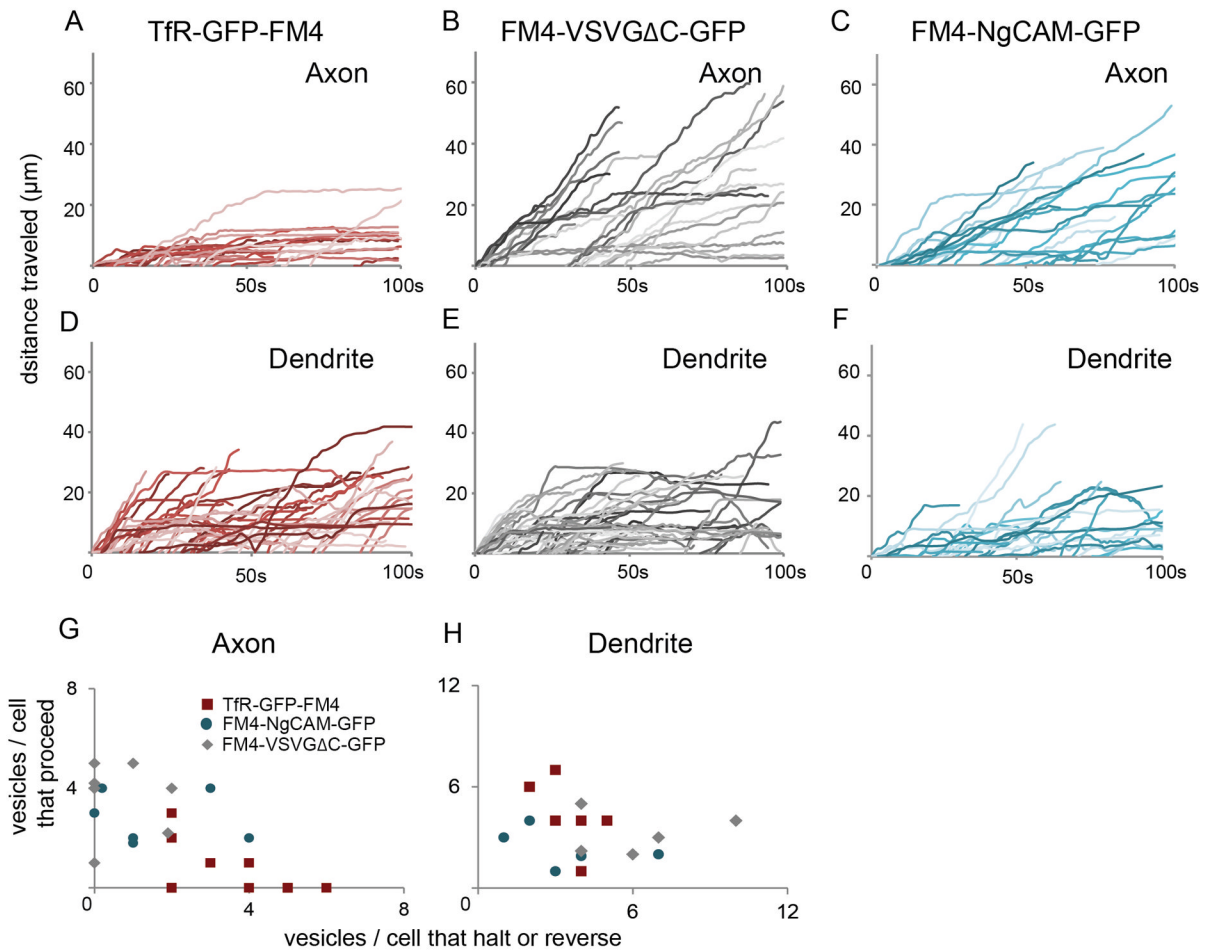 A
TfR-GFP-FM4
B
FM4-VSVGΔC-GFP
C
FM4-NgCAM-GFP
Axon
Axon
Axon
60
40
20
0
50s
100s
60
40
20
0
50s
100s
60
40
20
0
50s
100s
dsitance traveled (µm)
D
Dendrite
E
Dendrite
F
Dendrite
60
40
20
0
0
50s
100s
60
40
20
0
0
50s
100s
60
40
20
0
0
50s
100s
G
Axon
H
Dendrite
vesicles / cell
that proceed
8
4
0
4
8
TfR-GFP-FM4
FM4-NgCAM-GFP
FM4-VSVGΔC-GFP
12
6
0
6
12
vesicles / cell that halt or reverse